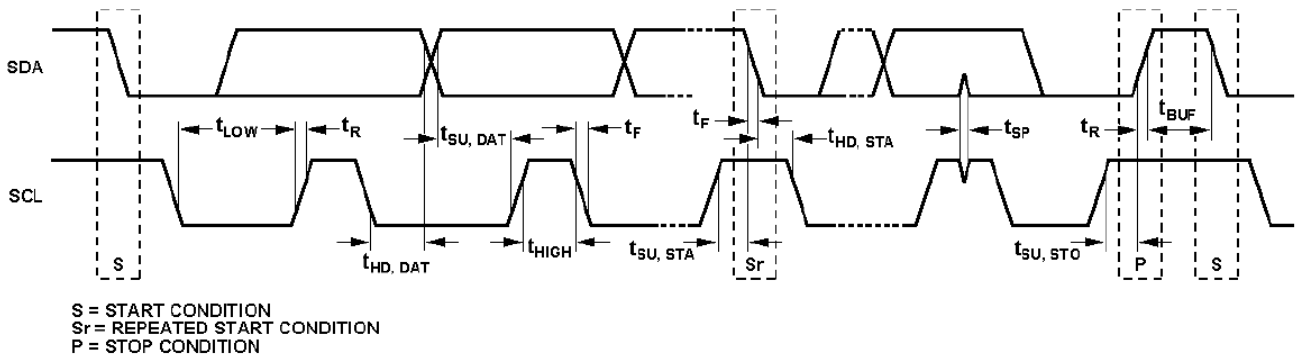 SDA
t_LOW
t_R
t_SU, DAT
t_F
t_F
t_HD, STA
t_SP
t_R
t_BUF
SCL
S
t_HD, DAT
t_HIGH
t_SU, STA
Sr
t_SU, STO
P
S
S = START CONDITION
Sr = REPEATED START CONDITION
P = STOP CONDITION